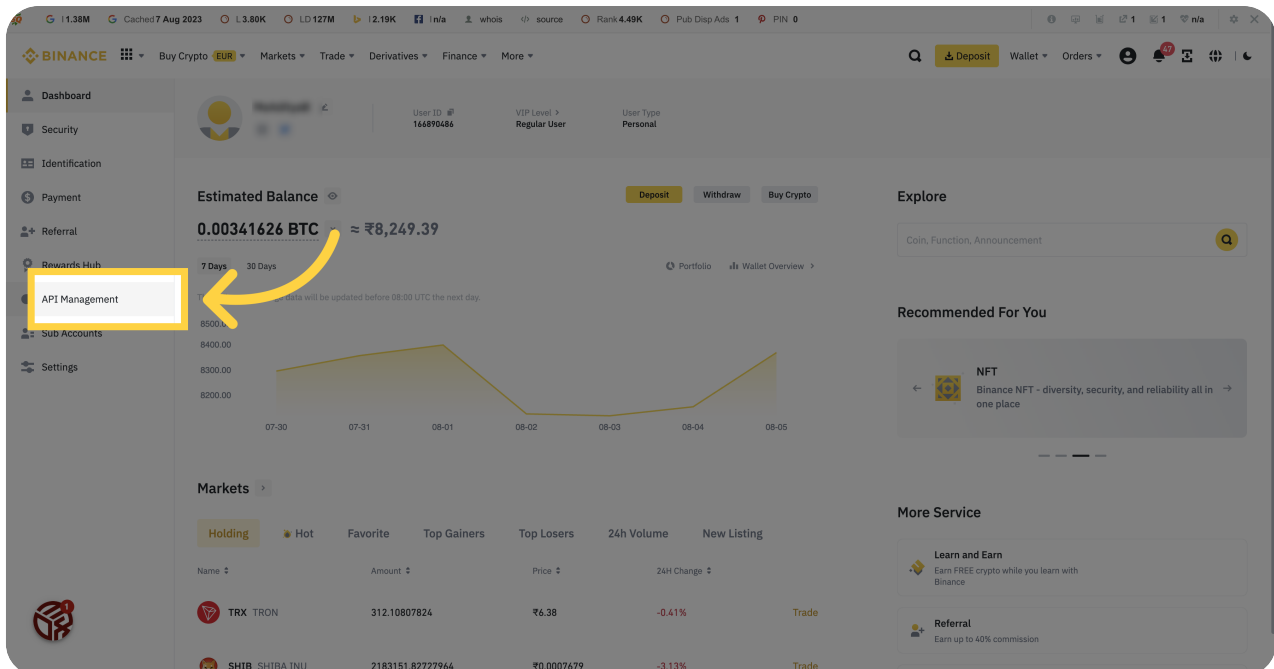 I 1.38M Cached 7 Aug 2023 L 3.80K LD 127M I 2.19K I n/a whois source Rank 4.49K Pub Disp Ads 1 PIN 0 1 1 n/a
BINANCE Buy Crypto EUR Markets Trade Derivatives Finance More Deposit Wallet Orders 47
Dashboard
Security
Identification
Payment
Referral
Rewards Hub
API Management
Sub Accounts
Settings
User ID
166890486
VIP Level
Regular User
User Type
Personal
Estimated Balance
Deposit Withdraw Buy Crypto
0.00341626 BTC ≈ ₹8,249.39
7 Days 30 Days
Portfolio Wallet Overview
data will be updated before 08:00 UTC the next day.
8500.
8400.00
8300.00
8200.00
07-30 07-31 08-01 08-02 08-03 08-04 08-05
Markets
Holding Hot Favorite Top Gainers Top Losers 24h Volume New Listing
Name Amount Price 24H Change
TRX TRON 312.10807824 ₹6.38 -0.41% Trade
SHIB SHIBA INU 2183151.82727964 ₹0.0007679 -3.13% Trade
Explore
Coin, Function, Announcement
Recommended For You
NFT
Binance NFT - diversity, security, and reliability all in
one place
More Service
Learn and Earn
Earn FREE crypto while you learn with
Binance
Referral
Earn up to 40% commission
1